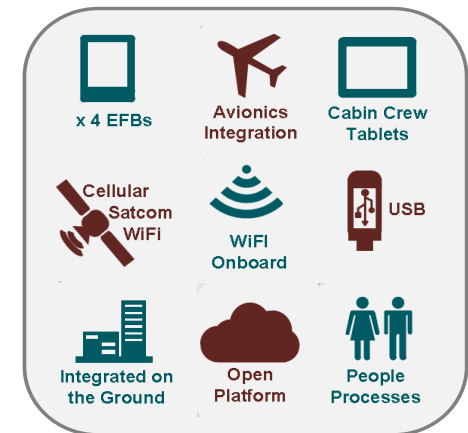 x 4 EFBs
Avionics
Integration
Cabin Crew
Tablets
Cellular
Satcom
WiFi
WiFI
Onboard
USB
Integrated on
the Ground
Open
Platform
People
Processes